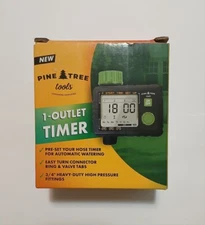 NEW
PINE TREE
tools
1-OUTLET
TIMER
18 00
PRE-SET YOUR HOSE TIMER
FOR AUTOMATIC WATERING
EASY TURN CONNECTOR
RING & VALVE TABS
3/4" HEAVY DUTY HIGH PRESSURE
FITTINGS